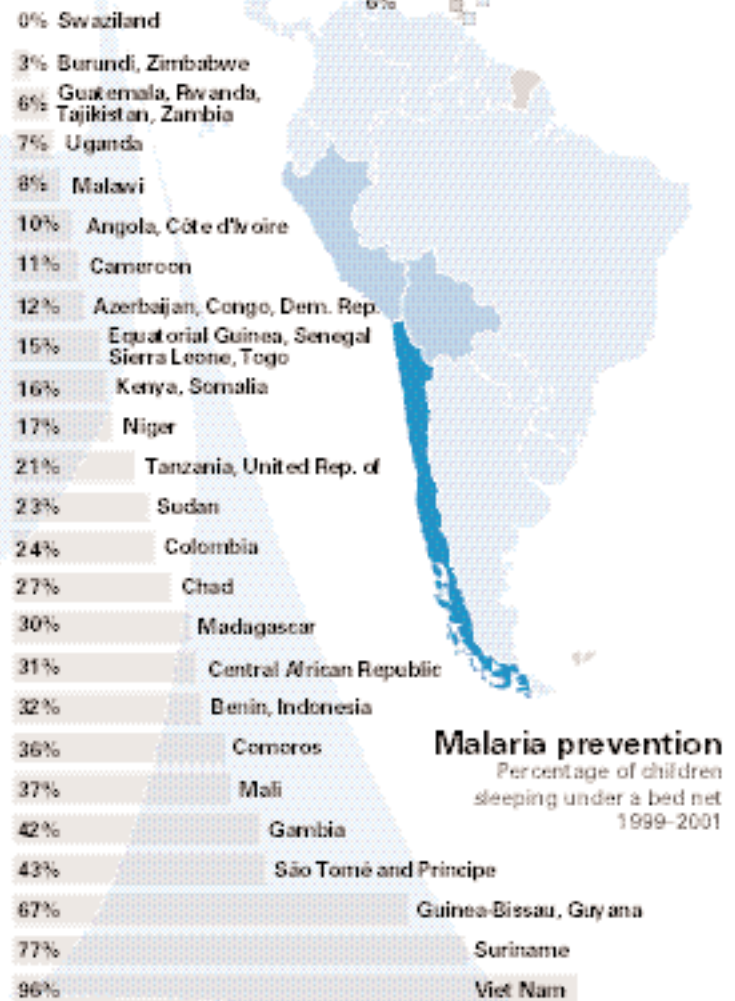 6%
0% Swaziland
3% Burundi, Zimbabwe
6% Guatemala, Rwanda,
Tajikistan, Zambia
7% Uganda
8% Malawi
10% Angola, Côte d'Ivoire
11% Cameroon
12% Azerbaijan, Congo, Dem. Rep.
15% Equatorial Guinea, Senegal
Sierra Leone, Togo
16% Kenya, Somalia
17% Niger
21% Tanzania, United Rep. of
23% Sudan
24% Colombia
27% Chad
30% Madagascar
31% Central African Republic
32% Benin, Indonesia
36% Comoros
37% Mali
42% Gambia
43% São Tomé and Principe
67% Guinea-Bissau, Guyana
77% Suriname
96% Viet Nam
Malaria prevention
Percentage of children
sleeping under a bed net
1999–2001